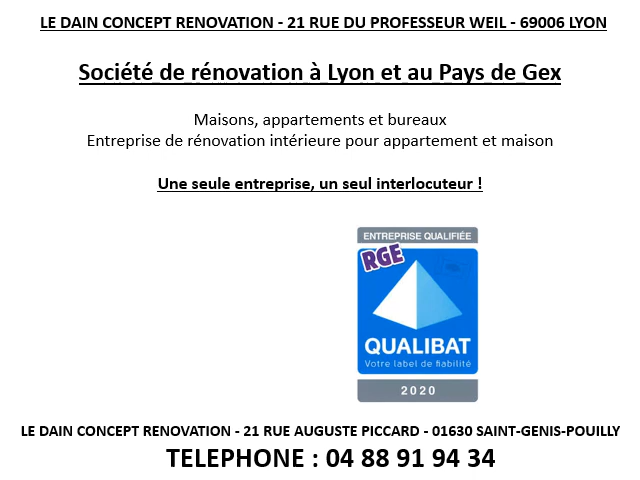 LE DAIN CONCEPT RENOVATION - 21 RUE DU PROFESSEUR WEIL - 69006 LYON
Société de rénovation à Lyon et au Pays de Gex
Maisons, appartements et bureaux
Entreprise de rénovation intérieure pour appartement et maison
Une seule entreprise, un seul interlocuteur !
ENTREPRISE QUALIFIÉE
RGE
QUALIBAT
Votre label de fiabilité
2020
LE DAIN CONCEPT RENOVATION - 21 RUE AUGUSTE PICCARD - 01630 SAINT-GENIS-POUILLY
TELEPHONE : 04 88 91 94 34